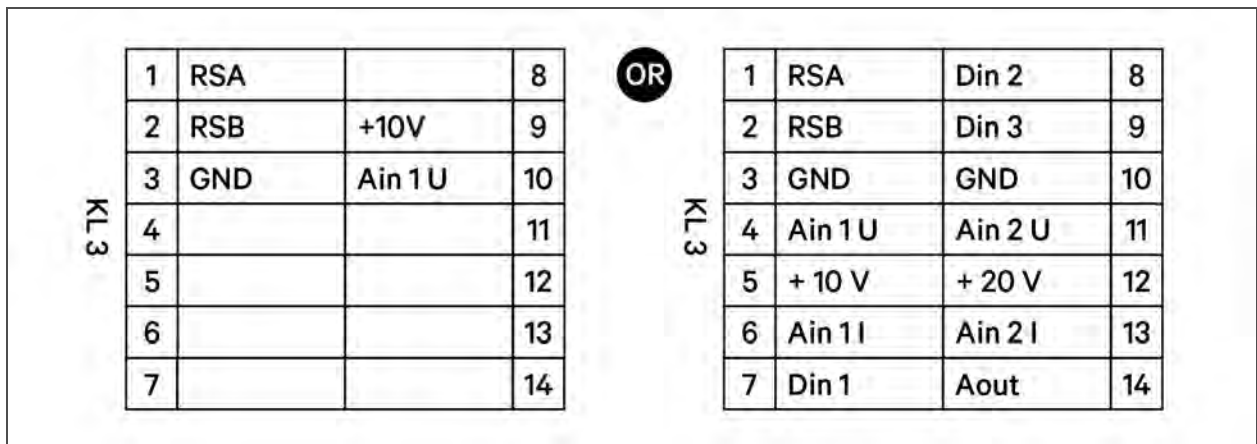 1 RSA 8
2 RSB +10V 9
3 GND Ain 1 U 10
4 11
5 12
6 13
7 14
KL 3
OR
1 RSA Din 2 8
2 RSB Din 3 9
3 GND GND 10
4 Ain 1 U Ain 2 U 11
5 + 10 V + 20 V 12
6 Ain 1 I Ain 2 I 13
7 Din 1 Aout 14
KL 3